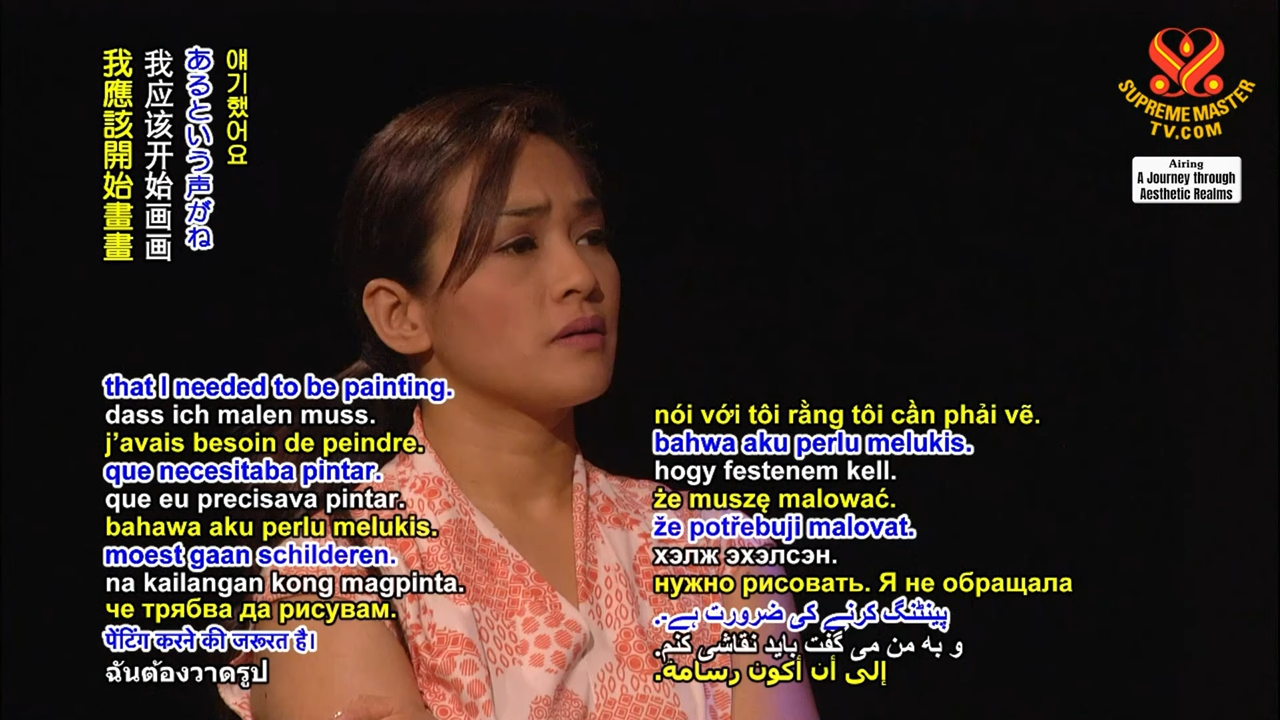 얘기했어요
あるという声がね
我应该开始画画
我應該開始畫畫
SUPREME MASTER
TV.COM
Airing
A Journey through
Aesthetic Realms
that I needed to be painting.
dass ich malen muss.
j'avais besoin de peindre.
que necesitaba pintar.
que eu precisava pintar.
bahawa aku perlu melukis.
moest gaan schilderen.
na kailangan kong magpinta.
че трябва да рисувам.
पेंटिंग करने की जरूरत है।
ฉันต้องวาดรูป
nói với tôi rằng tôi cần phải vẽ.
bahwa aku perlu melukis.
hogy festenem kell.
że muszę malować.
že potřebuji malovat.
хэлж эхэлсэн.
нужно рисовать. Я не обращала
پینٹنگ کرنے کی ضرورت ہے-.
و به من می گفت باید نقاشی کنم.
إلى أن أكون رسامة.